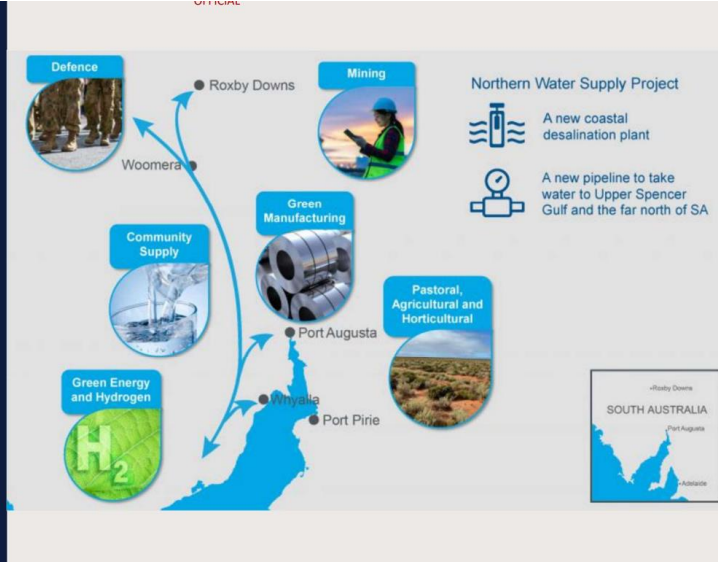 OFFICIAL
Defence
Roxby Downs
Mining
Northern Water Supply Project
A new coastal
desalination plant
Woomera
A new pipeline to take
water to Upper Spencer
Gulf and the far north of SA
Green
Manufacturing
Community
Supply
Pastoral,
Agricultural and
Horticultural
Port Augusta
Green Energy
and Hydrogen
H2
Whyalla
Port Pirie
Roxby Downs
SOUTH AUSTRALIA
Port Augusta
Adelaide